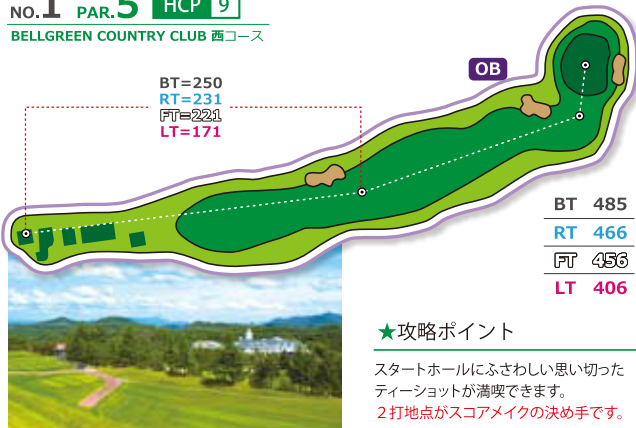 NO.1 PAR.5 HCP 9
BELLGREEN COUNTRY CLUB 西コース
OB
BT=250
RT=231
FT=221
LT=171
BT 485
RT 466
FT 456
LT 406
★攻略ポイント
スタートホールにふさわしい思い切った
ティーショットが満喫できます。
２打地点がスコアメイクの決め手です。